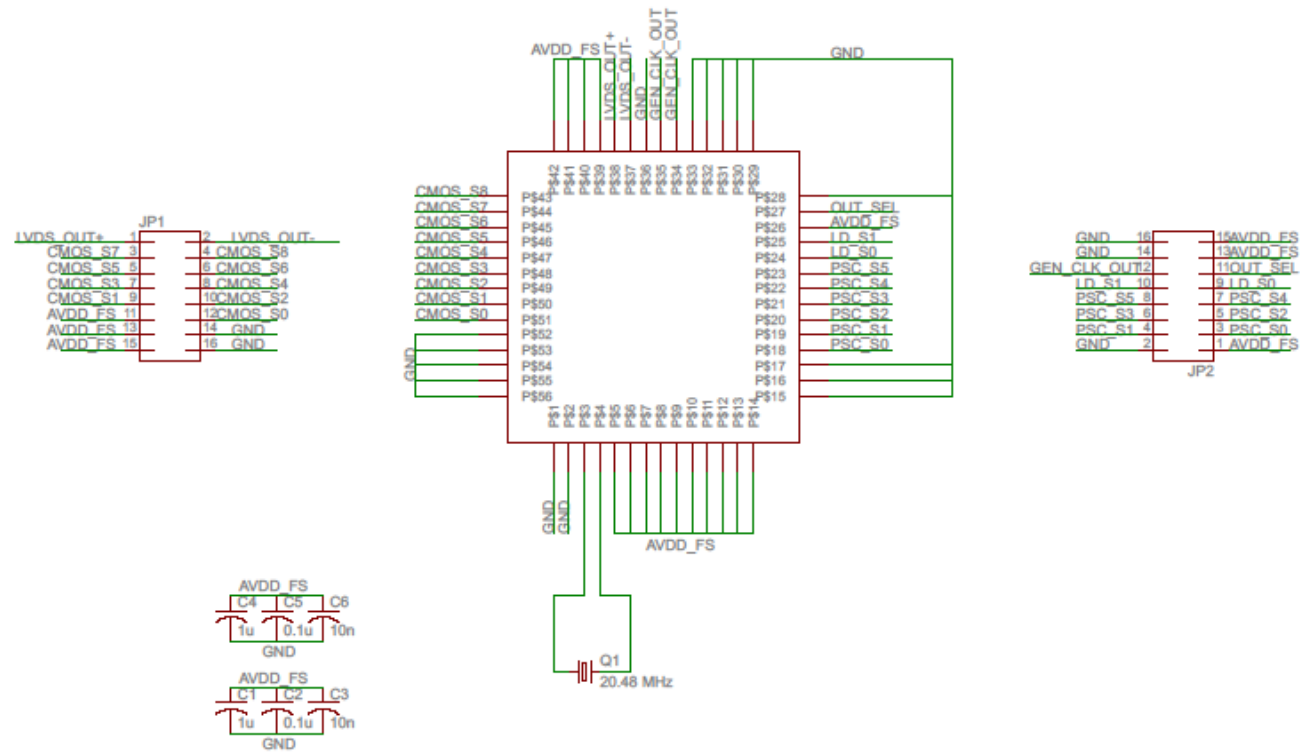 AVDD_FS
LVDS_OUT+
LVDS_OUT-
GND
GEN_CLK_OUT
GEN_CLK_OUT
GND
P$42
P$41
P$40
P$39
P$38
P$37
P$36
P$35
P$34
P$33
P$32
P$31
P$30
P$29
CMOS_S8 P$43
CMOS_S7 P$44
CMOS_S6 P$45
CMOS_S5 P$46
CMOS_S4 P$47
CMOS_S3 P$48
CMOS_S2 P$49
CMOS_S1 P$50
CMOS_S0 P$51
P$52
P$53
P$54
P$55
P$56
GND
P$28
P$27 OUT_SEL
P$26 AVDD_FS
P$25 LD_S1
P$24 LD_S0
P$23 PSC_S5
P$22 PSC_S4
P$21 PSC_S3
P$20 PSC_S2
P$19 PSC_S1
P$18 PSC_S0
P$17
P$16
P$15
P$1
P$2
P$3
P$4
P$5
P$6
P$7
P$8
P$9
P$10
P$11
P$12
P$13
P$14
GND
GND
AVDD_FS
JP1
LVDS_OUT+ 1 2 LVDS_OUT-
CMOS_S7 3 4 CMOS_S8
CMOS_S5 5 6 CMOS_S6
CMOS_S3 7 8 CMOS_S4
CMOS_S1 9 10 CMOS_S2
AVDD_FS 11 12 CMOS_S0
AVDD_FS 13 14 GND
AVDD_FS 15 16 GND
GND 16 15 AVDD_FS
GND 14 13 AVDD_FS
GEN_CLK_OUT 12 11 OUT_SEL
LD_S1 10 9 LD_S0
PSC_S5 8 7 PSC_S4
PSC_S3 6 5 PSC_S2
PSC_S1 4 3 PSC_S0
GND 2 1 AVDD_FS
JP2
AVDD_FS
C4 C5 C6
1u 0.1u 10n
GND
Q1
20.48 MHz
AVDD_FS
C1 C2 C3
1u 0.1u 10n
GND